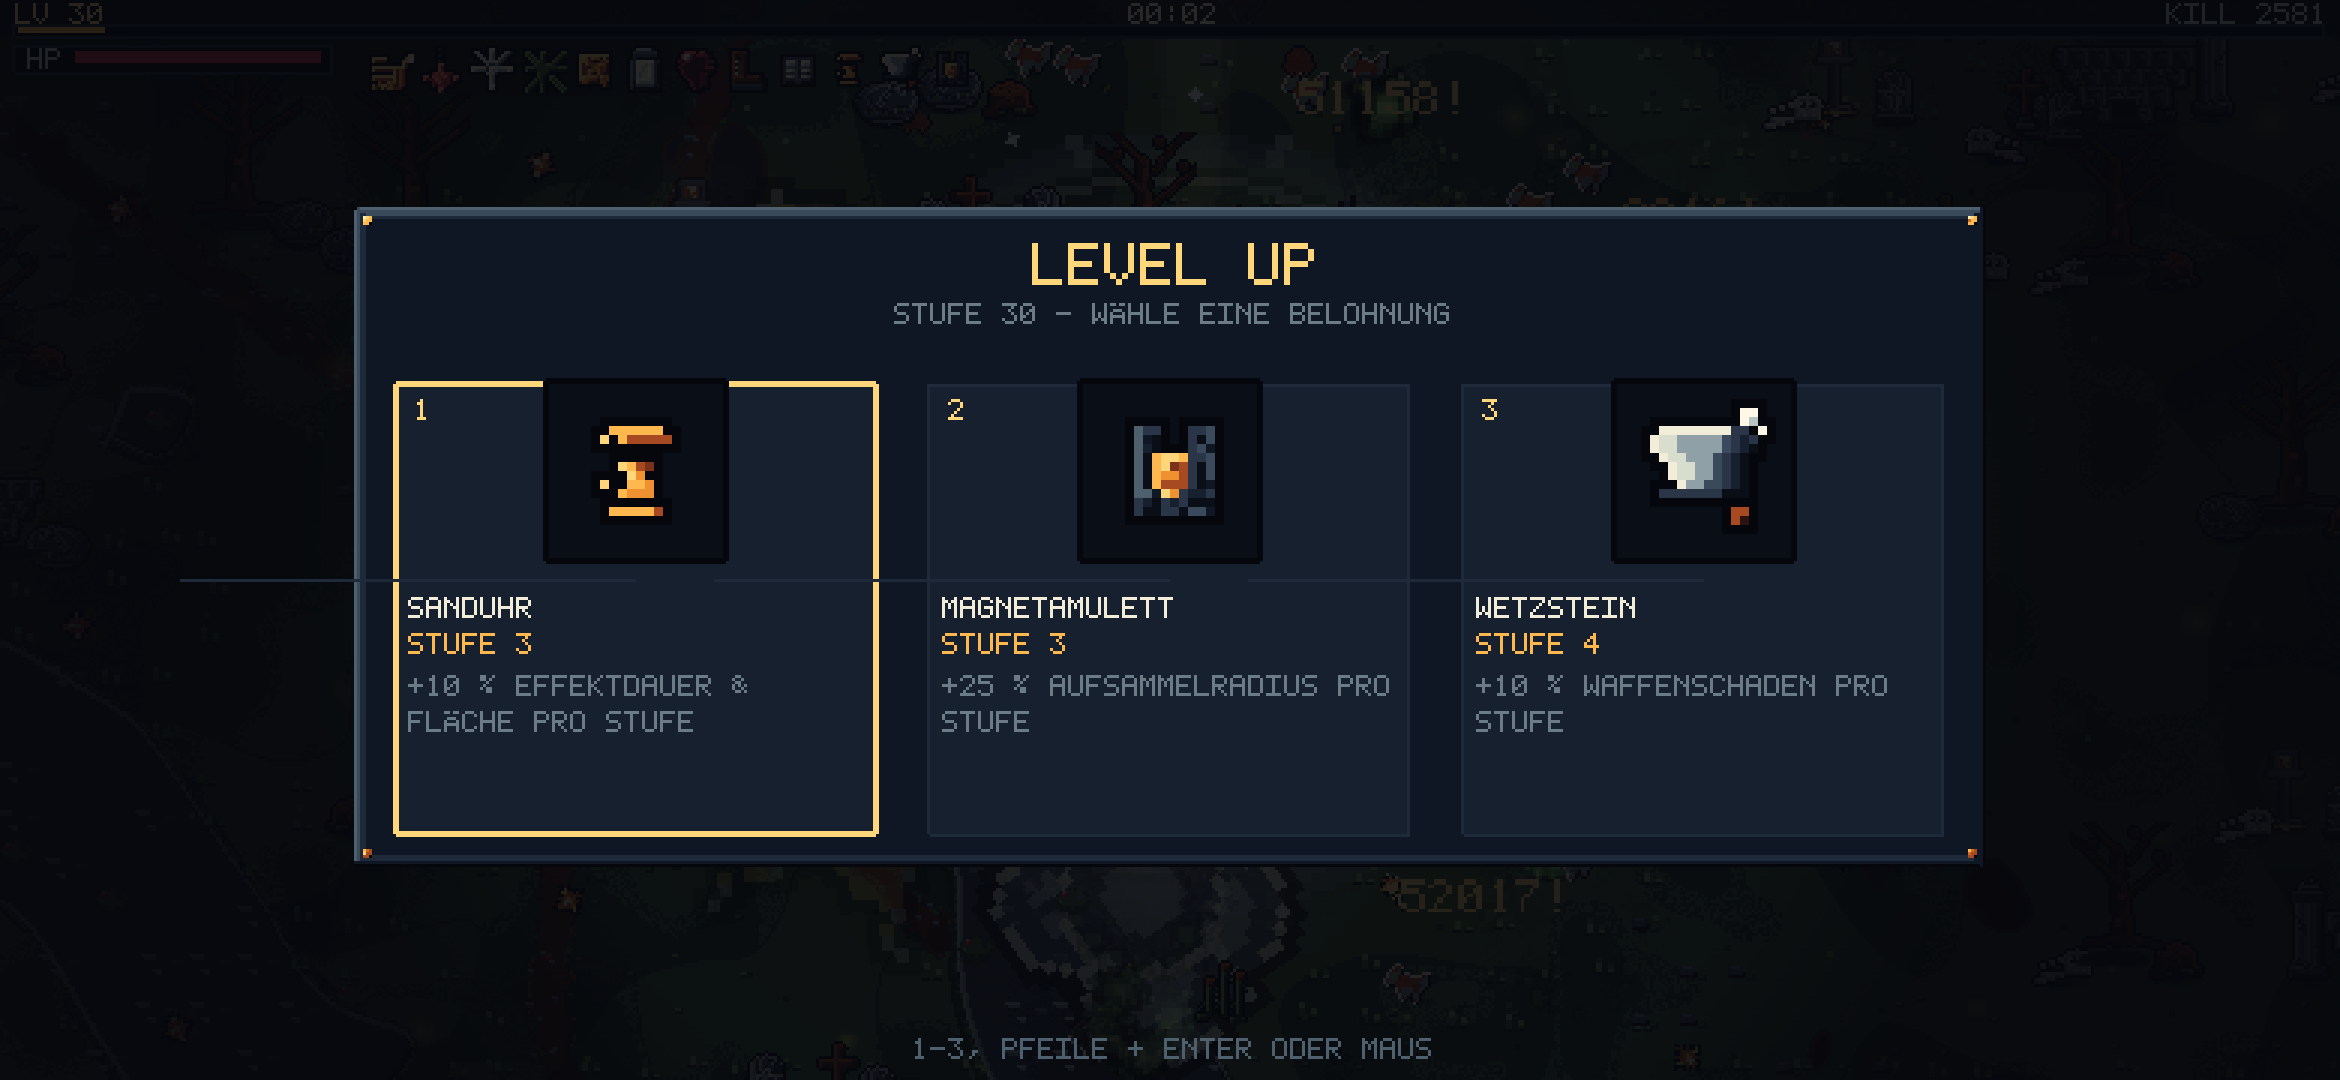 LV 30
00:02
KILL 2581
HP
51158!
LEVEL UP
STUFE 30 - WÄHLE EINE BELOHNUNG
1
SANDUHR
STUFE 3
+10 % EFFEKTDAUER &
FLÄCHE PRO STUFE
2
MAGNETAMULETT
STUFE 3
+25 % AUFSAMMELRADIUS PRO
STUFE
3
WETZSTEIN
STUFE 4
+10 % WAFFENSCHADEN PRO
STUFE
52017!
1-3, PFEILE + ENTER ODER MAUS